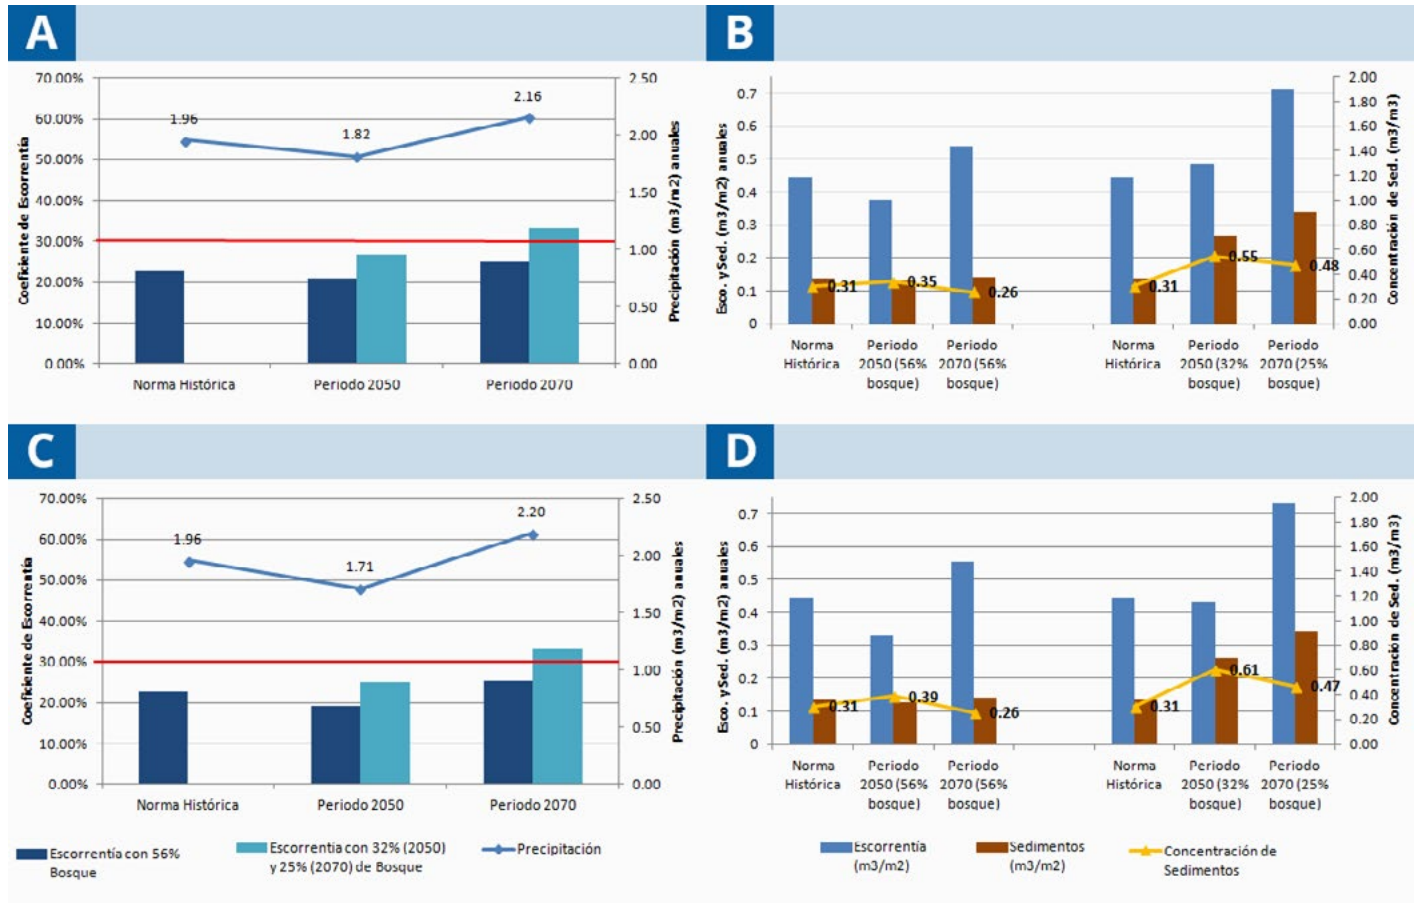 A
70.00%
60.00%
50.00%
40.00%
30.00%
20.00%
10.00%
0.00%
Coeficiente de Escorrentía
1.96
1.82
2.16
2.50
2.00
1.50
1.00
0.50
0.00
Precipitación (m3/m2) anuales
Norma Histórica
Periodo 2050
Periodo 2070
B
0.7
0.6
0.5
0.4
0.3
0.2
0.1
0
Esco. y Sed. (m3/m2) anuales
0.31
0.35
0.26
0.31
0.55
0.48
2.00
1.80
1.60
1.40
1.20
1.00
0.80
0.60
0.40
0.20
0.00
Concentración de Sed. (m3/m3)
Norma
Histórica
Periodo
2050 (56%
bosque)
Periodo
2070 (56%
bosque)
Norma
Histórica
Periodo
2050 (32%
bosque)
Periodo
2070 (25%
bosque)
C
70.00%
60.00%
50.00%
40.00%
30.00%
20.00%
10.00%
0.00%
Coeficiente de Escorrentía
1.96
1.71
2.20
2.50
2.00
1.50
1.00
0.50
0.00
Precipitación (m3/m2) anuales
Norma Histórica
Periodo 2050
Periodo 2070
Escorrentía con 56%
Bosque
Escorrentía con 32% (2050)
y 25% (2070) de Bosque
Precipitación
D
0.7
0.6
0.5
0.4
0.3
0.2
0.1
0
Esco. y Sed. (m3/m2) anuales
0.31
0.39
0.26
0.31
0.61
0.47
2.00
1.80
1.60
1.40
1.20
1.00
0.80
0.60
0.40
0.20
0.00
Concentración de Sed. (m3/m3)
Norma
Histórica
Periodo
2050 (56%
bosque)
Periodo
2070 (56%
bosque)
Norma
Histórica
Periodo
2050 (32%
bosque)
Periodo
2070 (25%
bosque)
Escorrentía
(m3/m2)
Sedimentos
(m3/m2)
Concentración de
Sedimentos